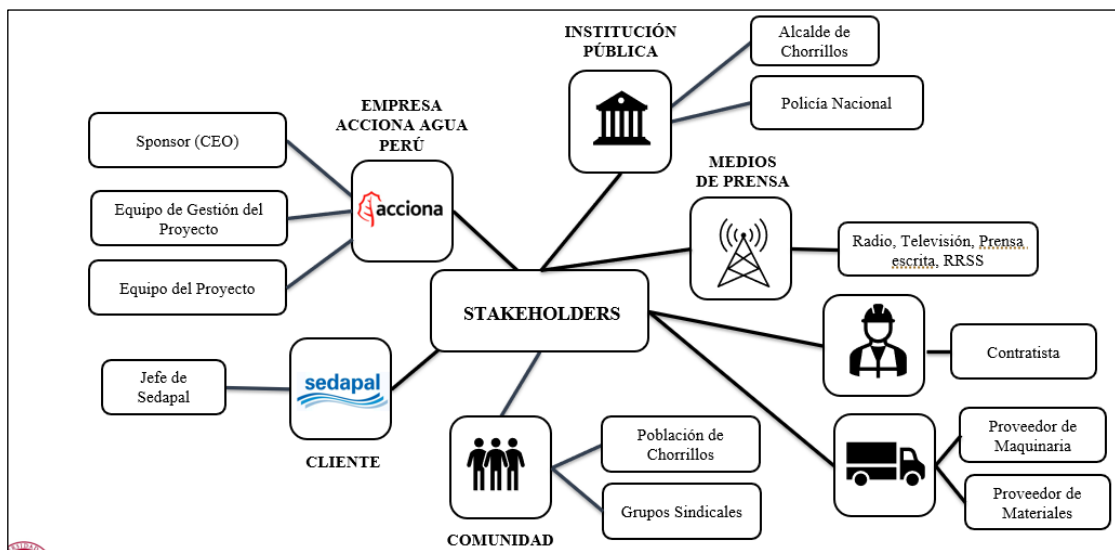 INSTITUCIÓN
PÚBLICA
Alcalde de
Chorrillos
Policía Nacional
EMPRESA
ACCIONA AGUA
PERÚ
acciona
Sponsor (CEO)
Equipo de Gestión del
Proyecto
Equipo del Proyecto
MEDIOS
DE PRENSA
Radio, Televisión, Prensa
escrita, RRSS
STAKEHOLDERS
Contratista
Jefe de
Sedapal
sedapal
CLIENTE
Población de
Chorrillos
Grupos Sindicales
COMUNIDAD
Proveedor de
Maquinaria
Proveedor de
Materiales